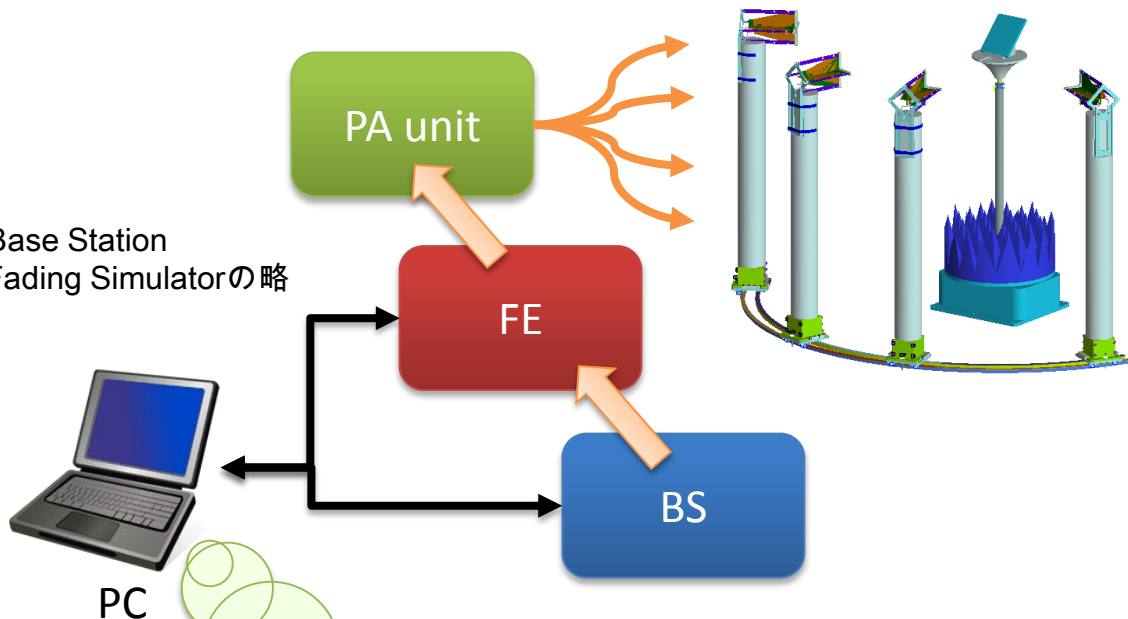 PA unit
Base Station
Fading Simulatorの略
FE
BS
PC